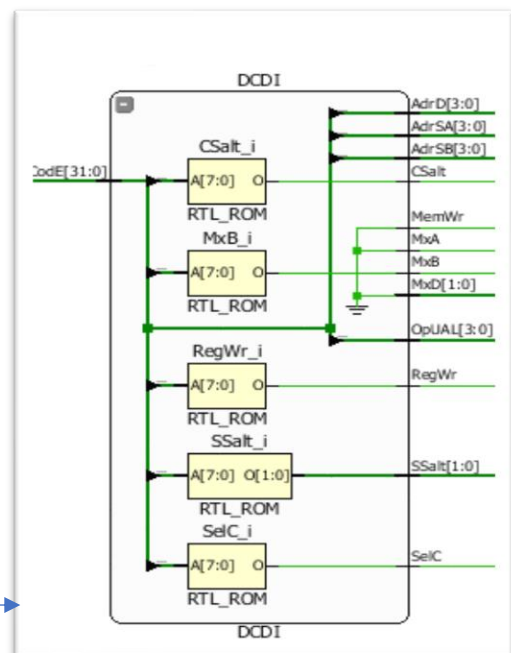 DCDI
AdrD[3:0]
AdrSA[3:0]
AdrSB[3:0]
CodE[31:0]
CSalt_i
A[7:0] O
RTL_ROM
CSalt
MemWr
MxA
MxB_i
A[7:0] O
RTL_ROM
MxB
MxD[1:0]
OpUAL[3:0]
RegWr_i
A[7:0] O
RTL_ROM
RegWr
SSalt_i
A[7:0] O[1:0]
RTL_ROM
SSalt[1:0]
SelC_i
A[7:0] O
RTL_ROM
SelC
DCDI